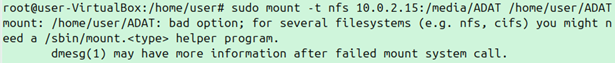 root@user-VirtualBox:/home/user# sudo mount -t nfs 10.0.2.15:/media/ADAT /home/user/ADAT
mount: /home/user/ADAT: bad option; for several filesystems (e.g. nfs, cifs) you might n
eed a /sbin/mount.<type> helper program.
       dmesg(1) may have more information after failed mount system call.